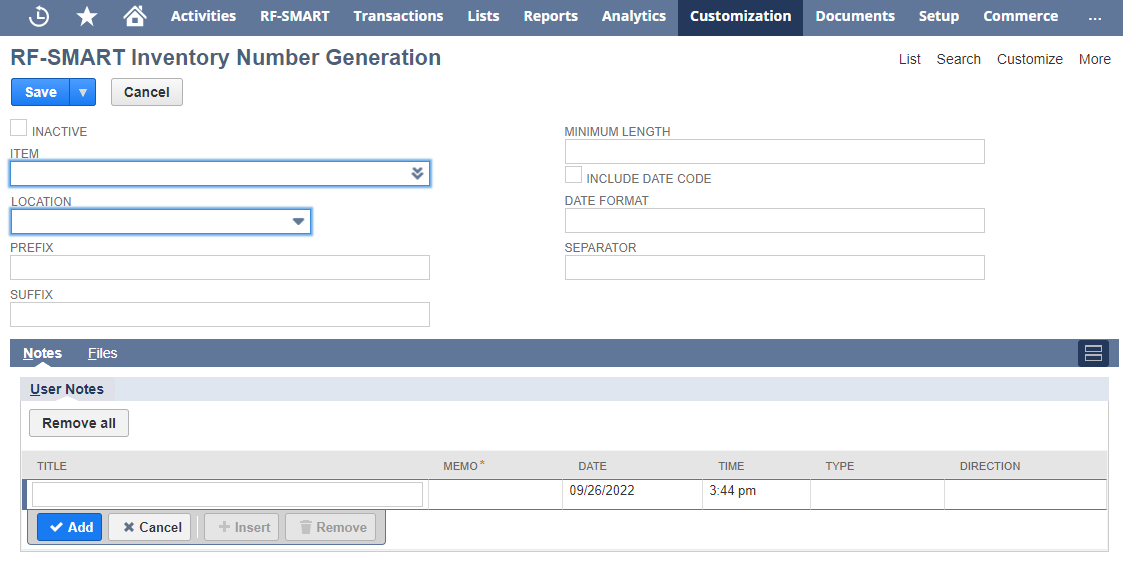 Activities RF-SMART Transactions Lists Reports Analytics Customization Documents Setup Commerce ...
RF-SMART Inventory Number Generation
List Search Customize More
Save Cancel
INACTIVE
ITEM
LOCATION
PREFIX
SUFFIX
MINIMUM LENGTH
INCLUDE DATE CODE
DATE FORMAT
SEPARATOR
Notes Files
User Notes
Remove all
TITLE MEMO* DATE TIME TYPE DIRECTION
09/26/2022 3:44 pm
Add Cancel Insert Remove